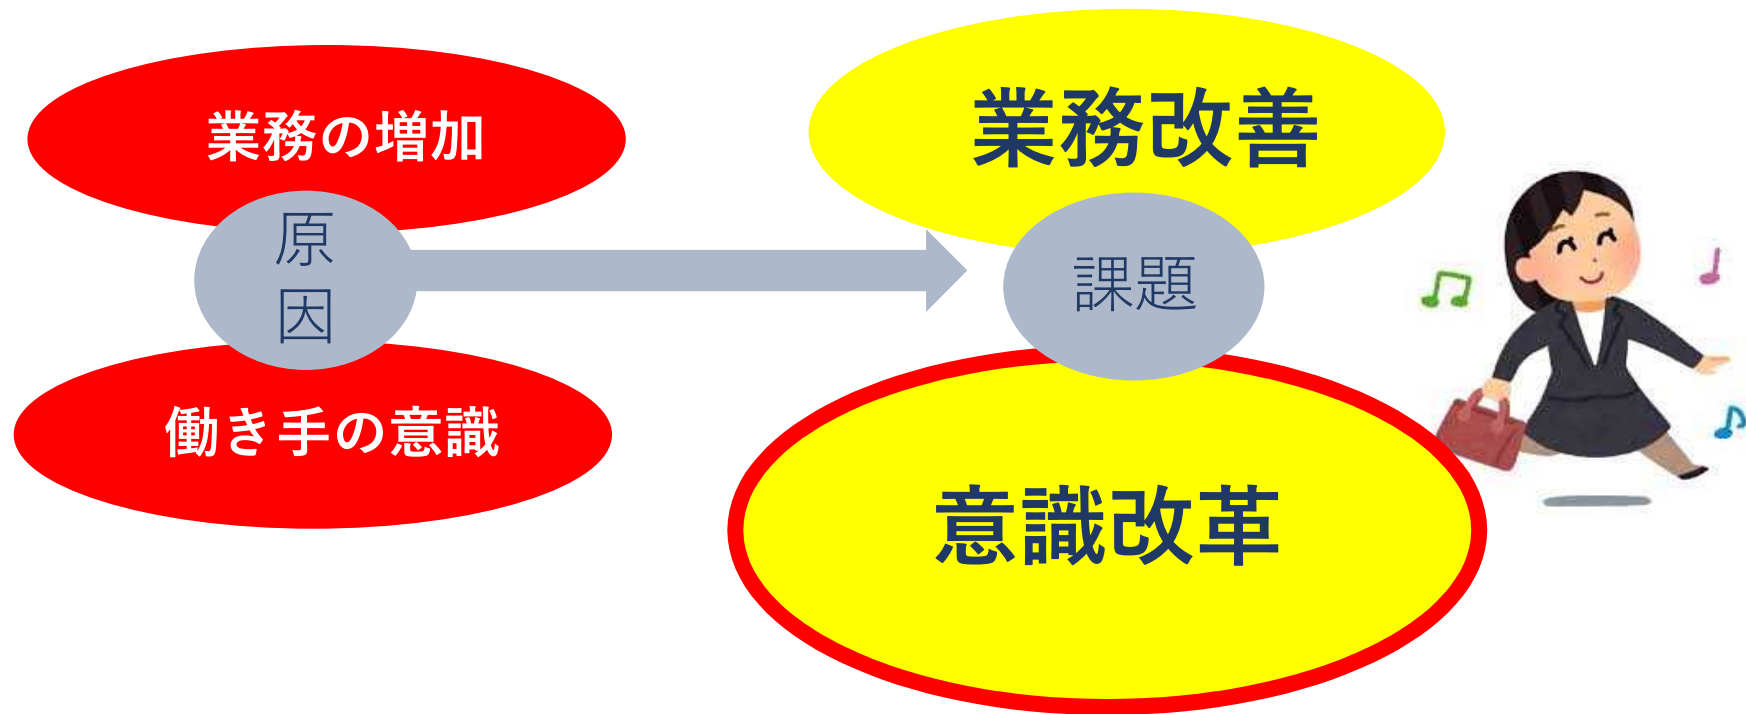 業務の増加
原
因
働き手の意識
業務改善
課題
意識改革